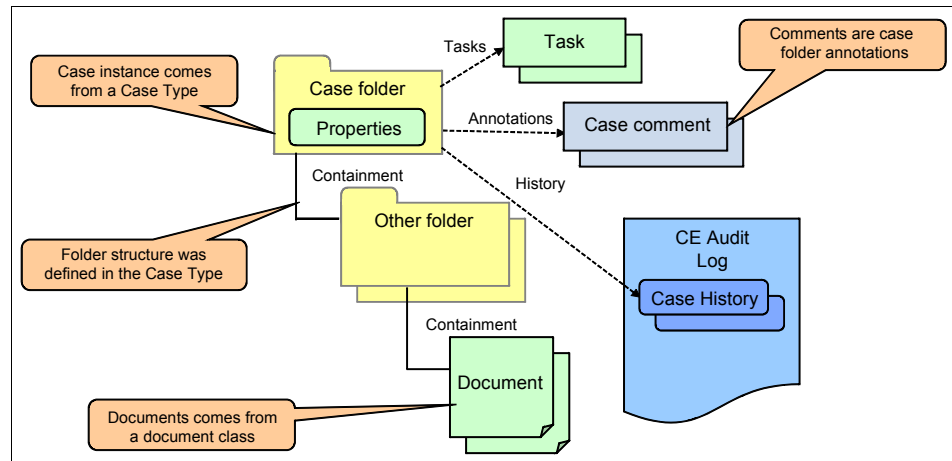 Tasks
Task
Comments are case
folder annotations
Case instance comes
from a Case Type
Case folder
Properties
Annotations
Case comment
Containment
History
Other folder
Folder structure was
defined in the Case Type
CE Audit
Log
Case History
Containment
Document
Documents comes from
a document class